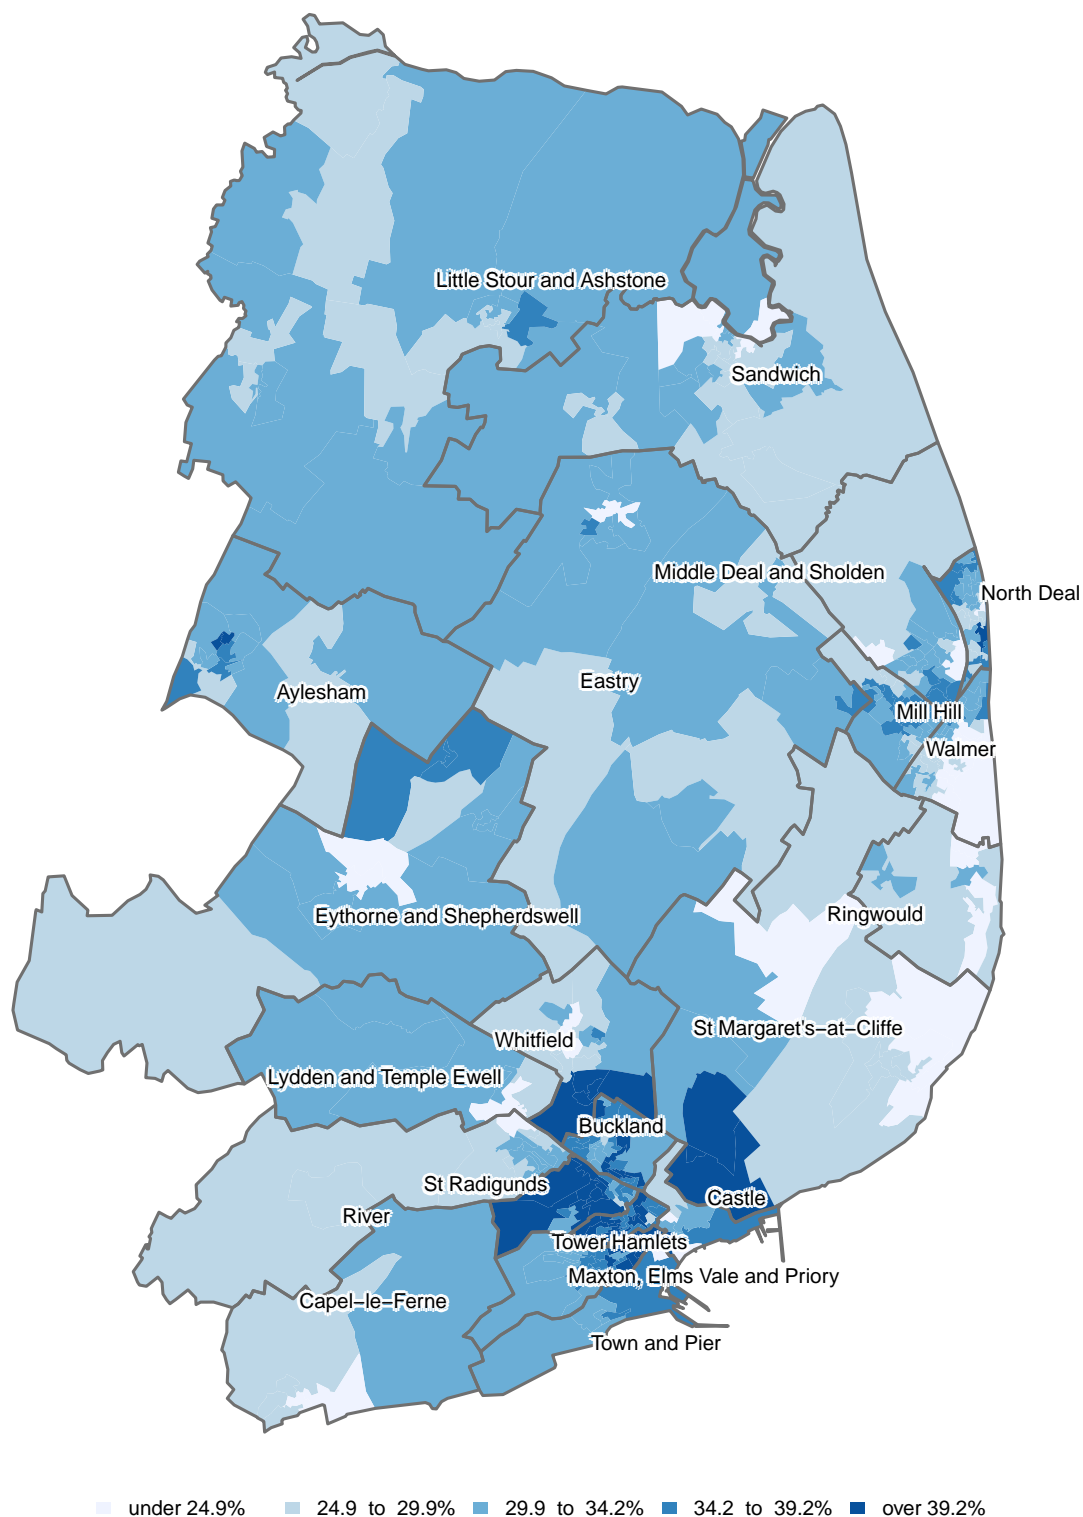 Little Stour and Ashstone
Sandwich
Middle Deal and Sholden
North Deal
Eastry
Aylesham
Mill Hill
Walmer
Ringwould
Eythorne and Shepherdswell
St Margaret's−at−Cliffe
Whitfield
Lydden and Temple Ewell
Buckland
St Radigunds
Castle
River
Tower Hamlets
Maxton, Elms Vale and Priory
Capel−le−Ferne
Town and Pier
under 24.9% 24.9 to 29.9% 29.9 to 34.2% 34.2 to 39.2% over 39.2%